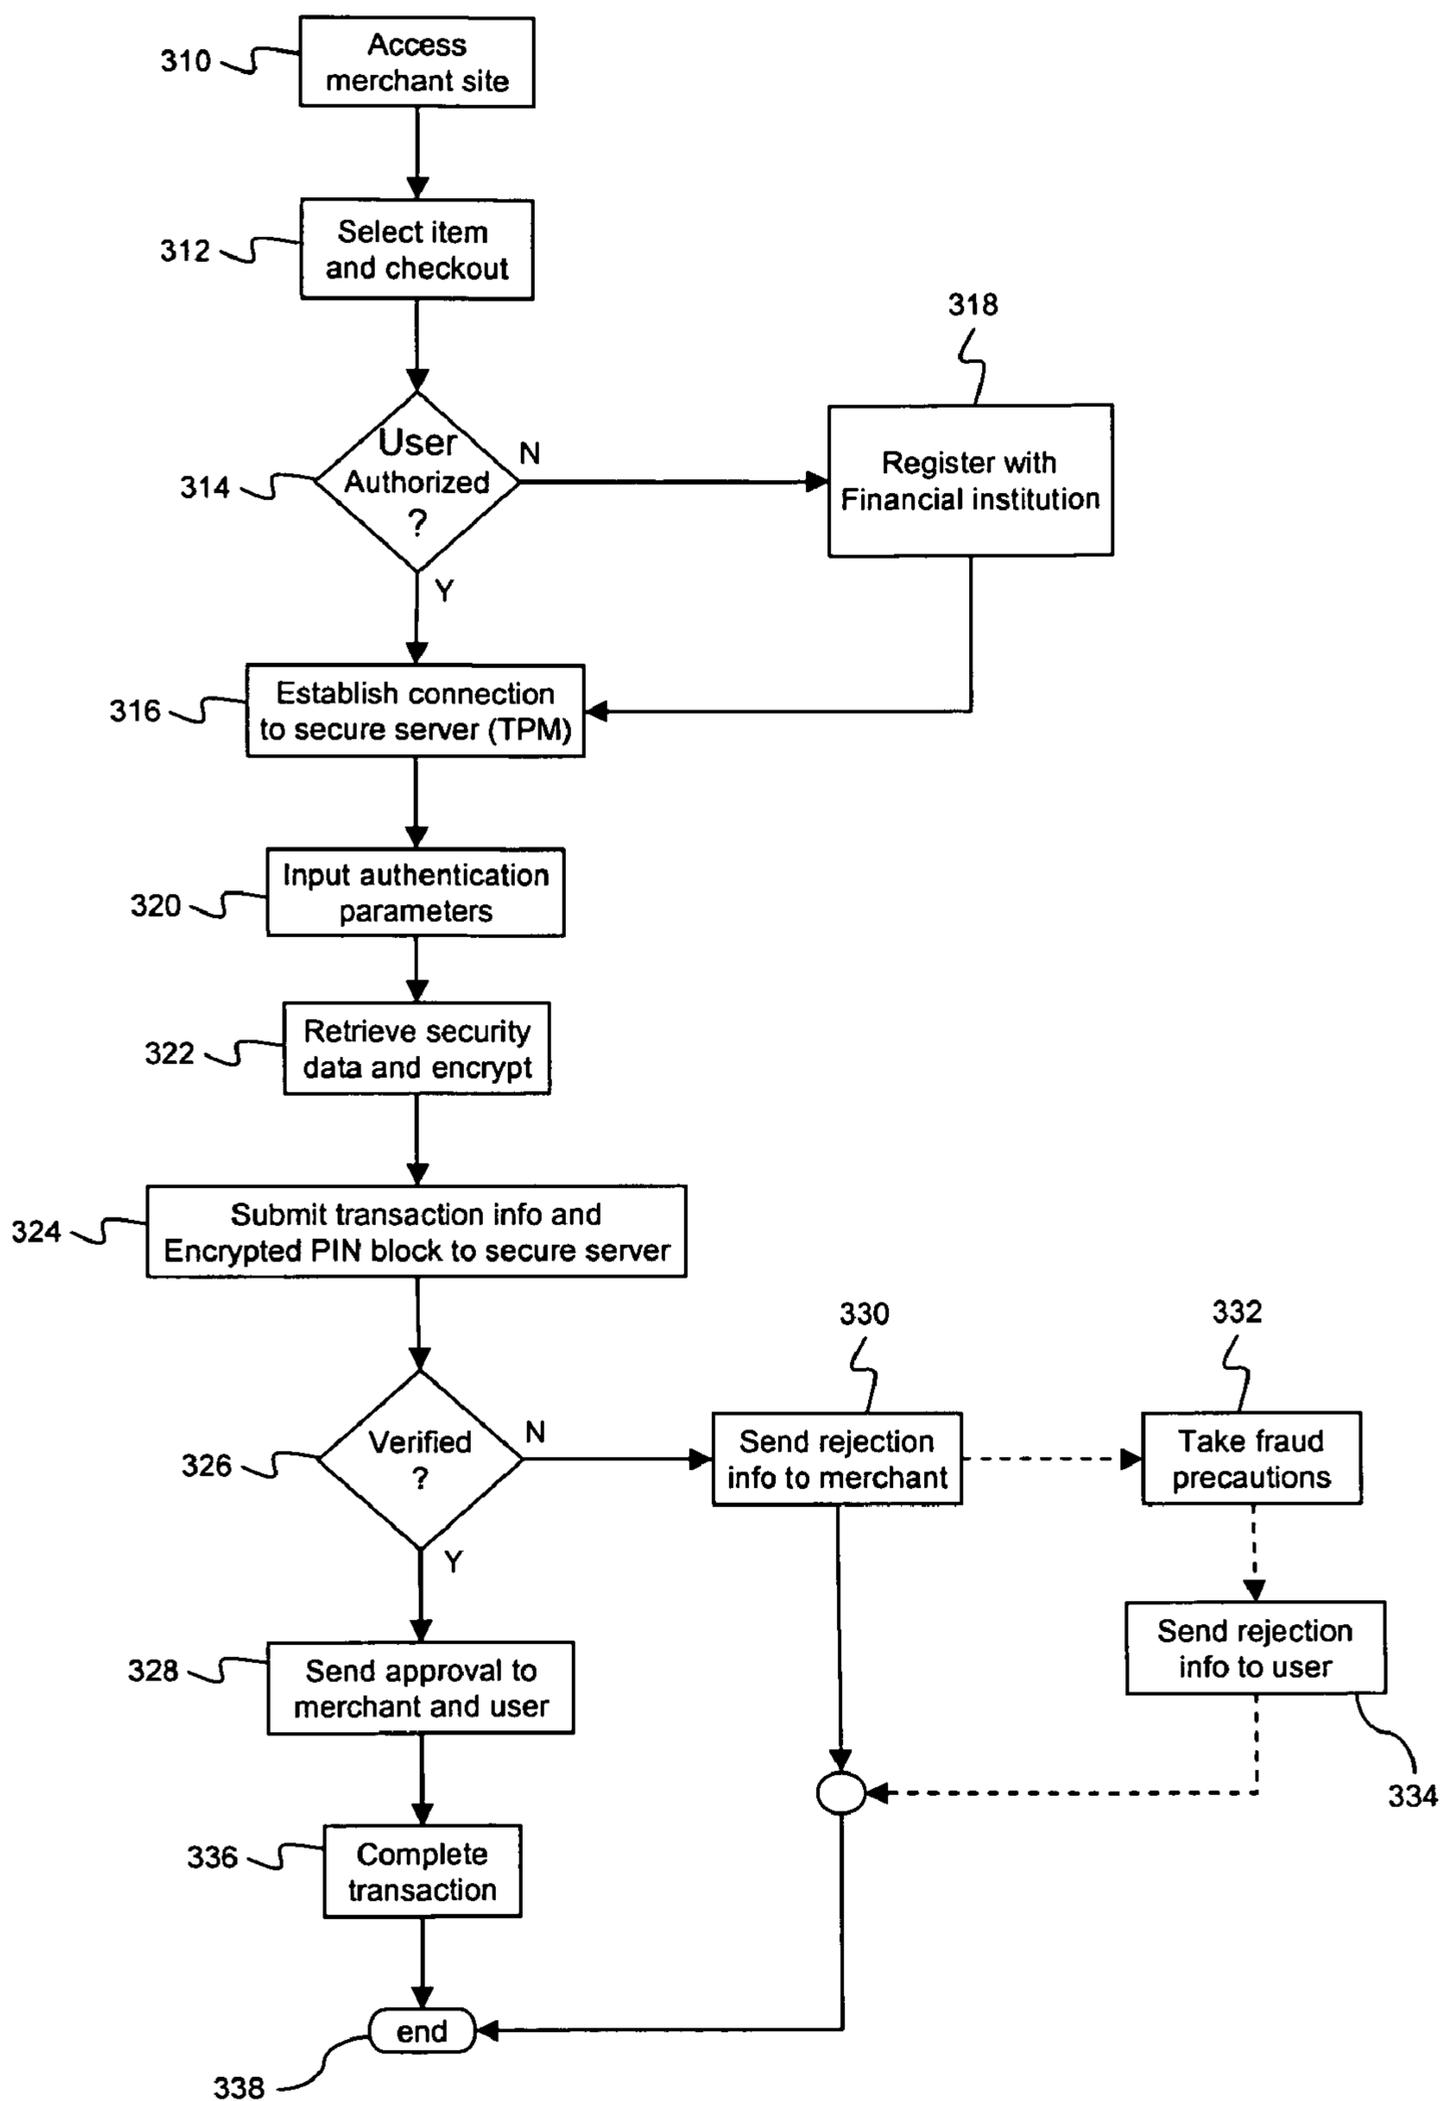 310
Access
merchant site
312
Select item
and checkout
318
314
User
Authorized
?
N
Register with
Financial institution
Y
316
Establish connection
to secure server (TPM)
320
Input authentication
parameters
322
Retrieve security
data and encrypt
324
Submit transaction info and
Encrypted PIN block to secure server
330
332
326
Verified
?
N
Send rejection
info to merchant
Take fraud
precautions
Y
328
Send approval to
merchant and user
Send rejection
info to user
334
336
Complete
transaction
end
338